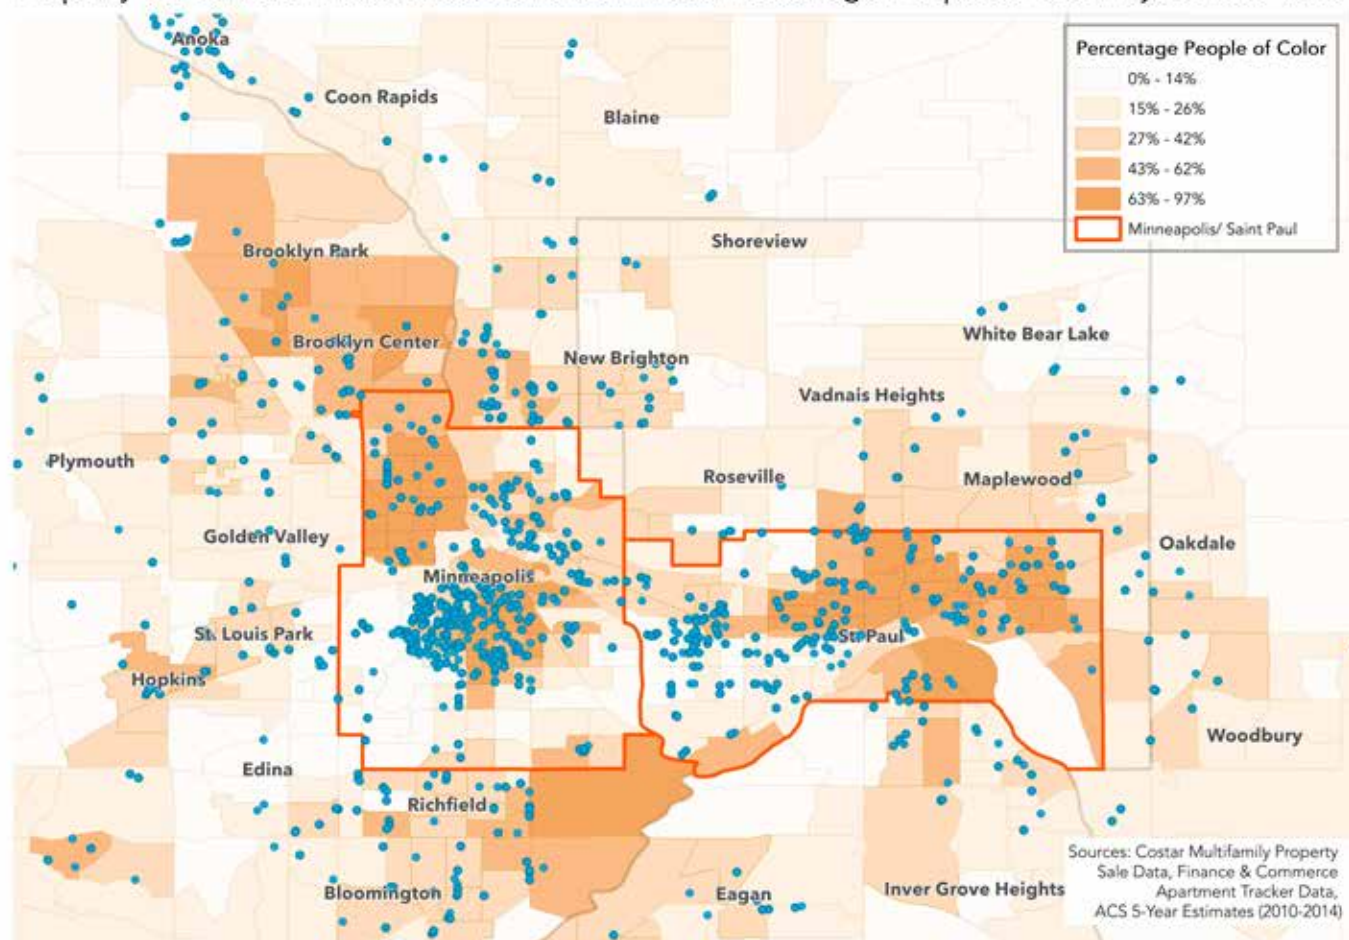 Anoka
Coon Rapids
Blaine
Percentage People of Color
0% - 14%
15% - 26%
27% - 42%
43% - 62%
63% - 97%
Minneapolis/ Saint Paul
Brooklyn Park
Shoreview
Brooklyn Center
New Brighton
White Bear Lake
Vadnais Heights
Plymouth
Roseville
Maplewood
Golden Valley
Oakdale
Minneapolis
St. Louis Park
St. Paul
Hopkins
Woodbury
Edina
Richfield
Bloomington
Eagan
Inver Grove Heights
Sources: Costar Multifamily Property
Sale Data, Finance & Commerce
Apartment Tracker Data,
ACS 5-Year Estimates (2010-2014)